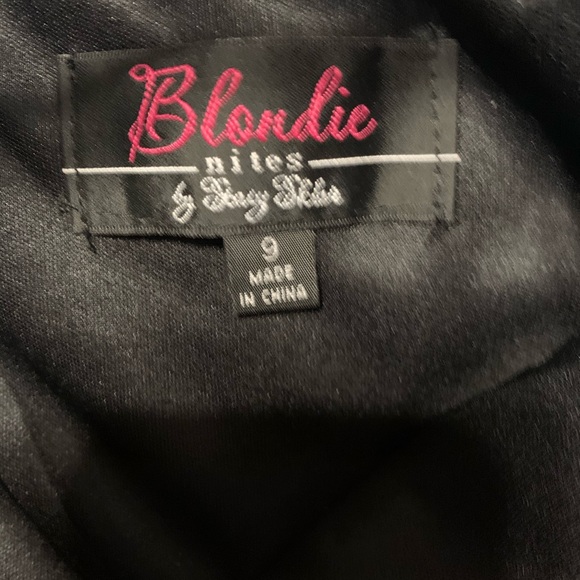 Blondie
nites
by Stacy Sklar
9
MADE
IN CHINA